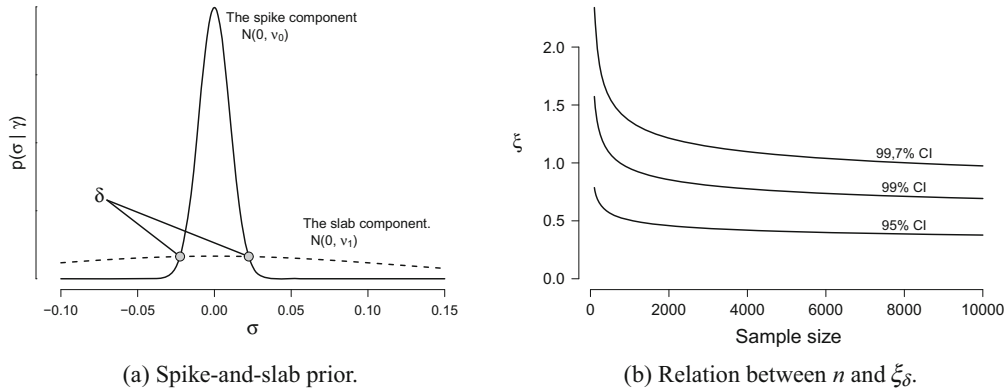 The spike component
N(0, ν₀)
p(σ | γ)
δ
The slab component.
N(0, ν₁)
−0.10 −0.05 0.00 0.05 0.10 0.15
σ
(a) Spike-and-slab prior.
2.0
1.5
ξ
1.0
0.5
0.0
99,7% CI
99% CI
95% CI
0 2000 4000 6000 8000 10000
Sample size
(b) Relation between n and ξδ.